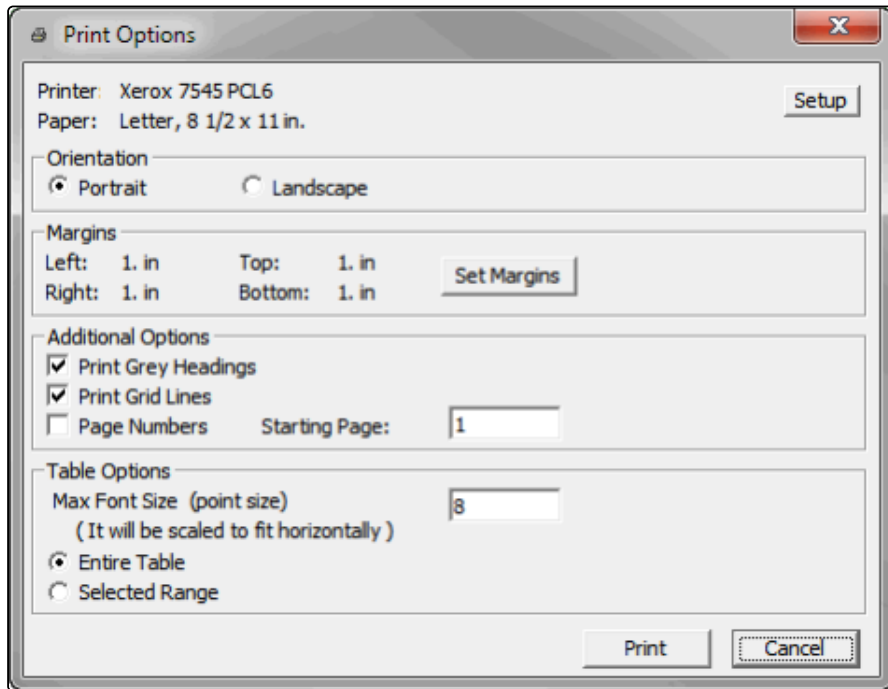 Print Options
Printer: Xerox 7545 PCL6
Setup
Paper: Letter, 8 1/2 x 11 in.
Orientation
Portrait Landscape
Margins
Left: 1. in Top: 1. in
Set Margins
Right: 1. in Bottom: 1. in
Additional Options
Print Grey Headings
Print Grid Lines
Page Numbers Starting Page: 1
Table Options
Max Font Size (point size) 8
( It will be scaled to fit horizontally )
Entire Table
Selected Range
Print Cancel